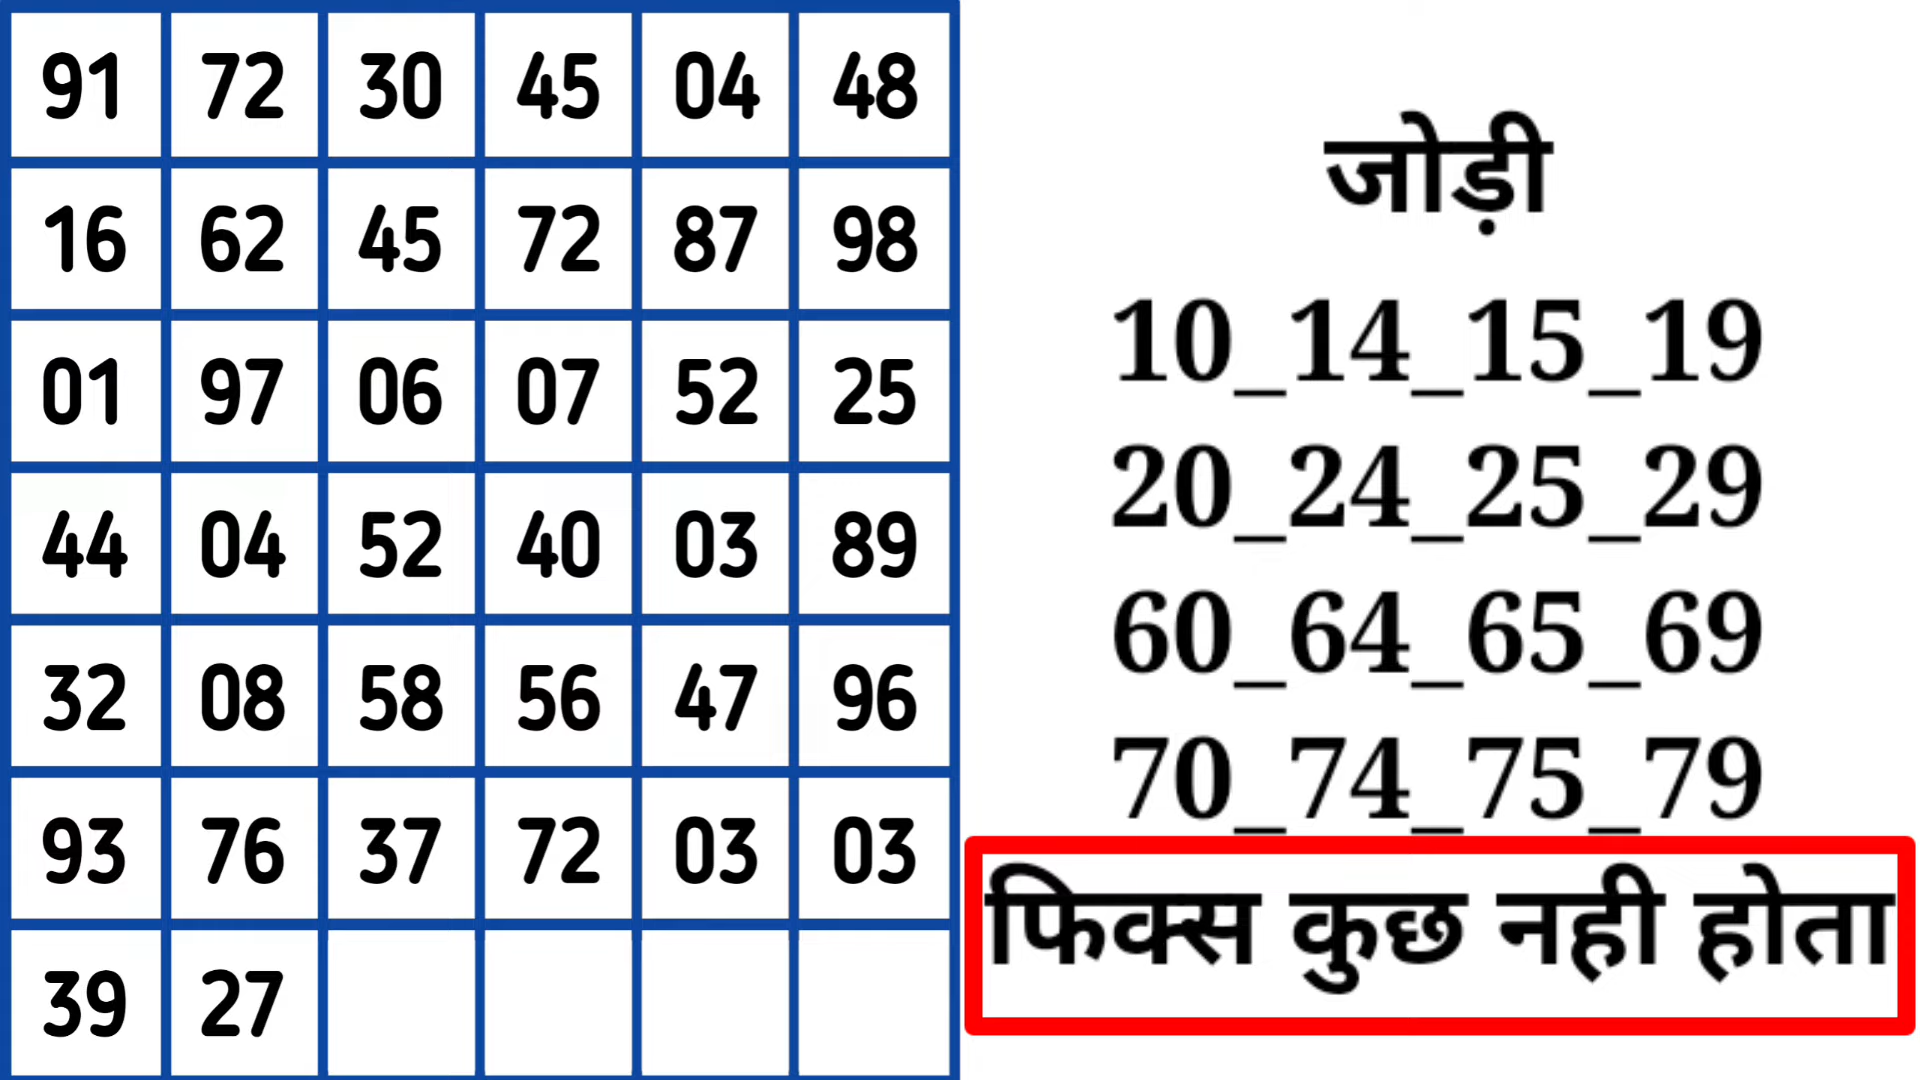 91 72 30 45 04 48
16 62 45 72 87 98
01 97 06 07 52 25
44 04 52 40 03 89
32 08 58 56 47 96
93 76 37 72 03 03
39 27
जोड़ी
10_14_15_19
20_24_25_29
60_64_65_69
70_74_75_79
फिक्स कुछ नही होता